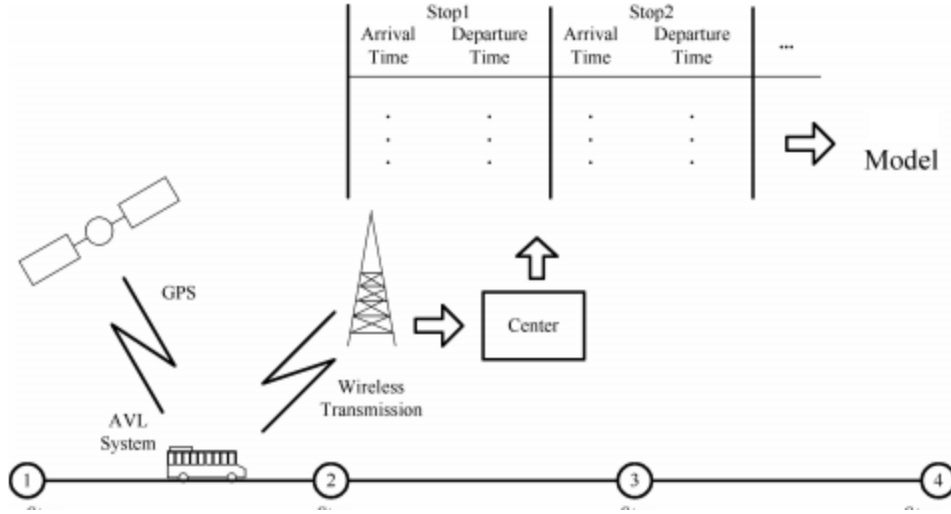 Stop1 Stop2
Arrival Departure Arrival Departure ...
Time Time Time Time
Model
GPS
Center
Wireless
Transmission
AVL
System
1 2 3 4